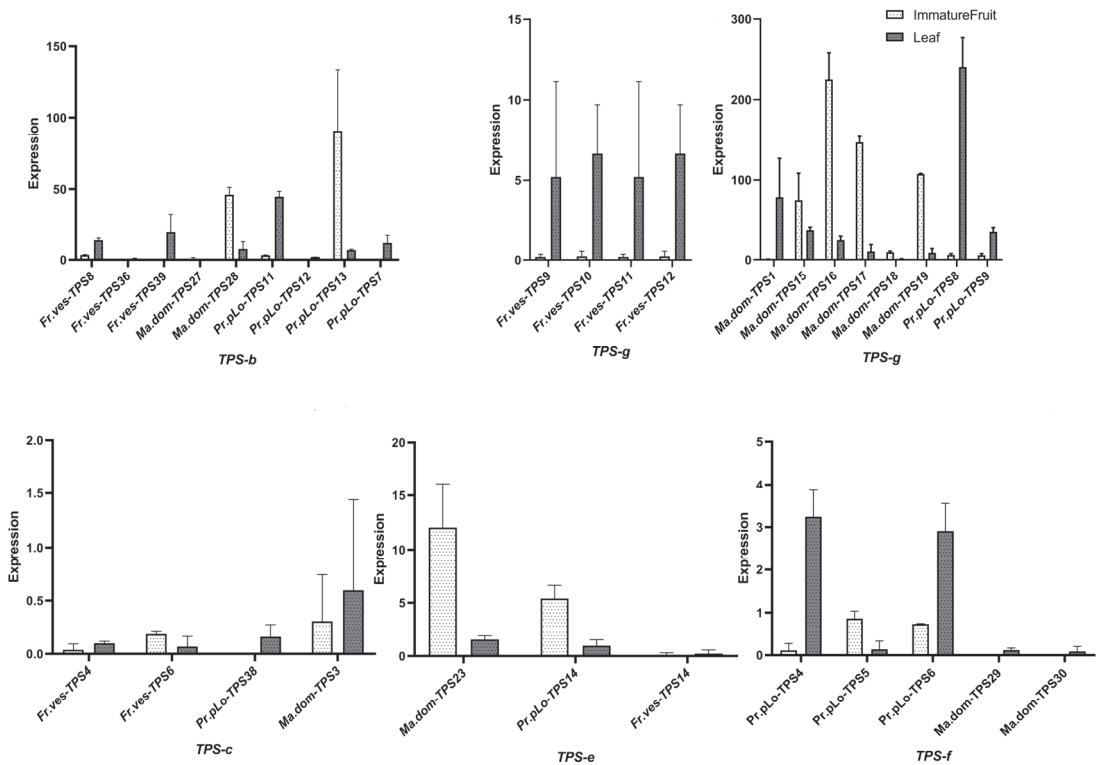 ImmatureFruit
Leaf
Expression
150
100
50
0
Fr.ves-TPS8
Fr.ves-TPS36
Fr.ves-TPS39
Ma.dom-TPS27
Ma.dom-TPS28
Pr.pLo-TPS11
Pr.pLo-TPS12
Pr.pLo-TPS13
Pr.pLo-TPS7
TPS-b
Expression
15
10
5
0
Fr.ves-TPS9
Fr.ves-TPS10
Fr.ves-TPS11
Fr.ves-TPS12
TPS-g
Expression
300
200
100
0
Ma.dom-TPS1
Ma.dom-TPS15
Ma.dom-TPS16
Ma.dom-TPS17
Ma.dom-TPS18
Ma.dom-TPS19
Pr.pLo-TPS8
Pr.pLo-TPS9
TPS-g
Expression
2.0
1.5
1.0
0.5
0.0
Fr.ves-TPS4
Fr.ves-TPS6
Pr.pLo-TPS38
Ma.dom-TPS3
TPS-c
Expression
20
15
10
5
0
Ma.dom-TPS23
Pr.pLo-TPS14
Fr.ves-TPS14
TPS-e
Expression
5
4
3
2
1
0
Pr.pLo-TPS4
Pr.pLo-TPS5
Pr.pLo-TPS6
Ma.dom-TPS29
Ma.dom-TPS30
TPS-f